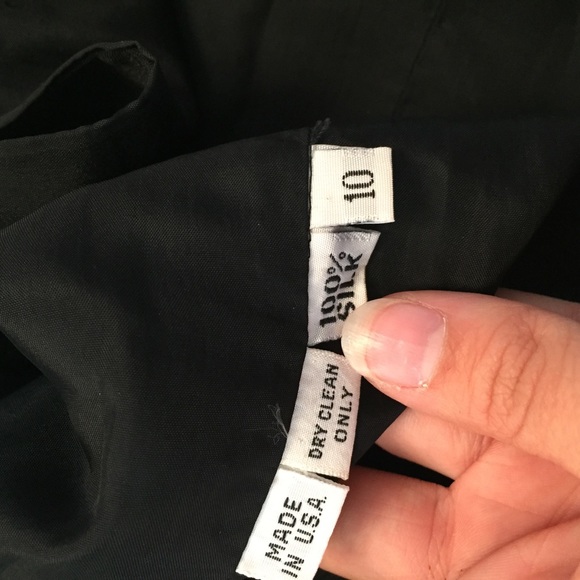 10
100%
SILK
DRY CLEAN
ONLY
MADE
IN U.S.A.